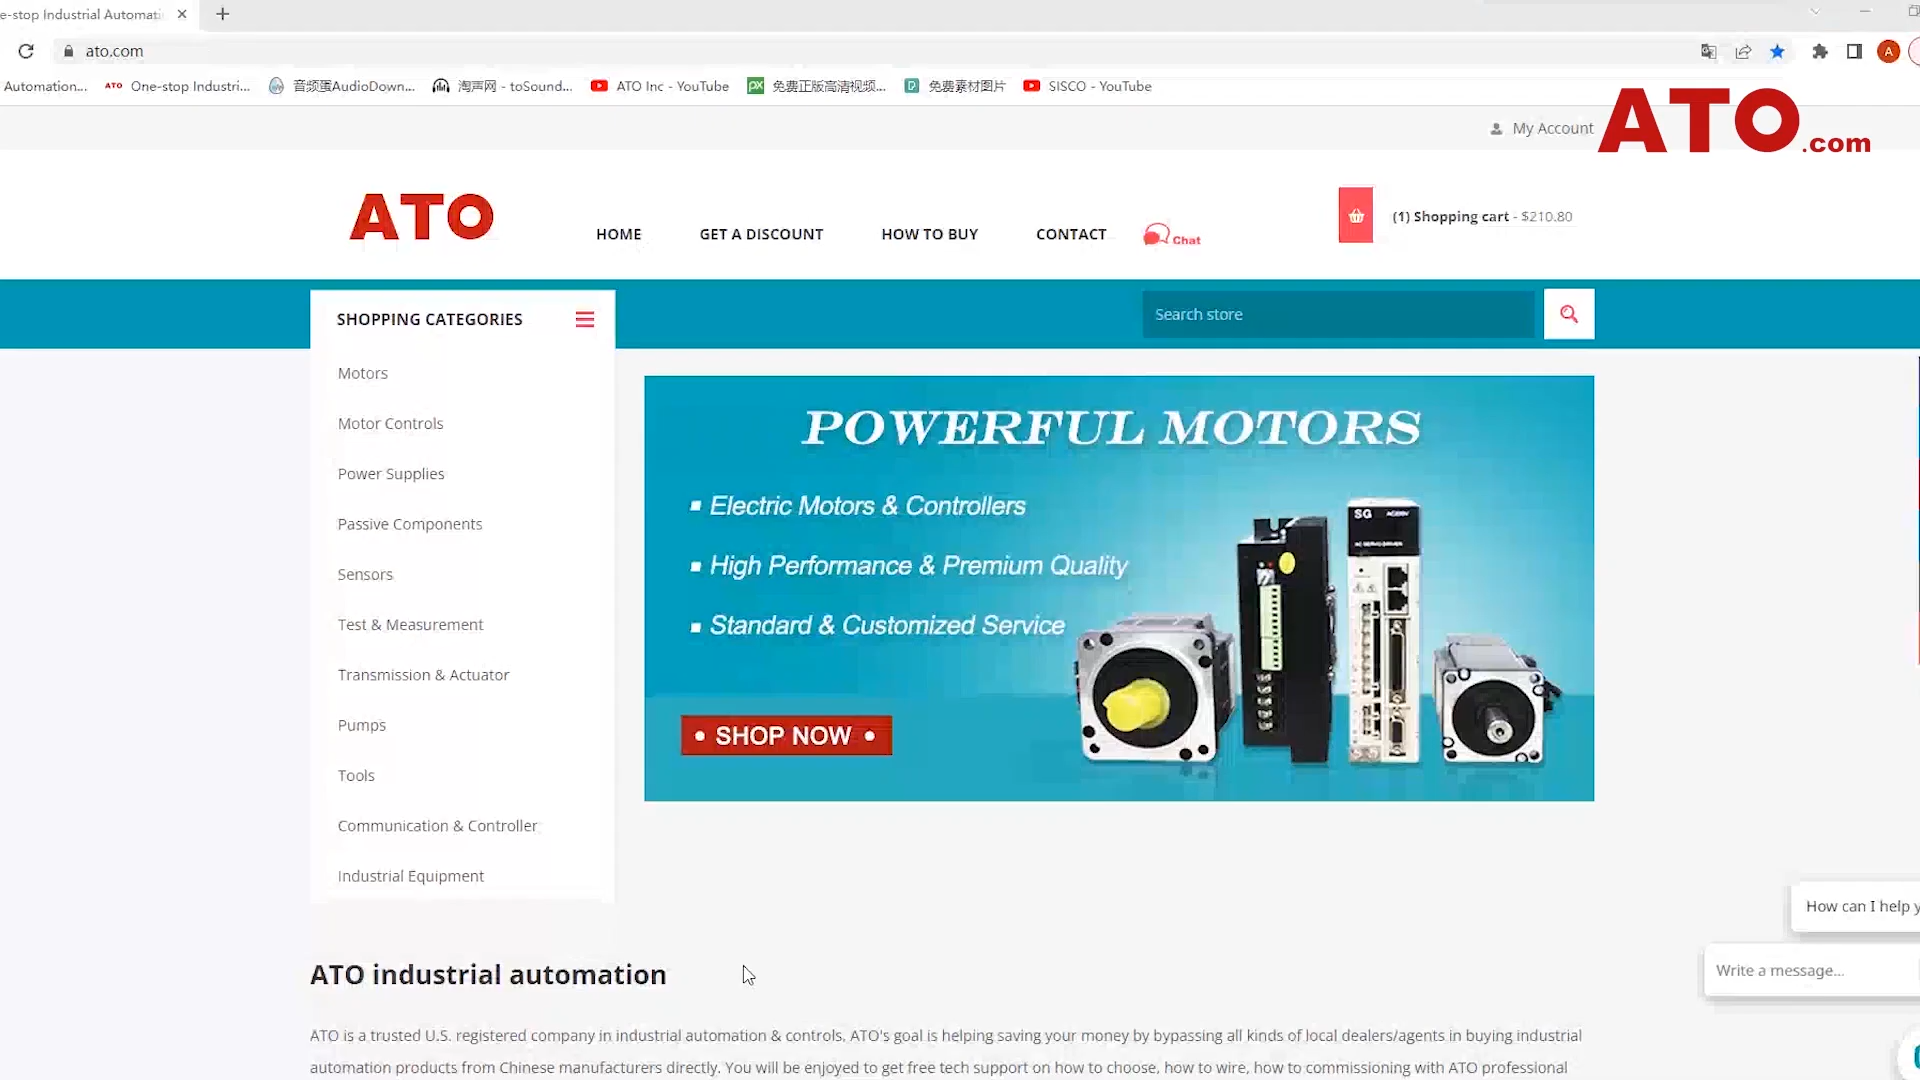 e-stop Industrial Automati
ato.com
A
Automation...
ATO One-stop Industri...
音频蛋AudioDown...
淘声网 - toSound...
ATO Inc - YouTube
px 免费正版高清视频...
免费素材图片
SISCO - YouTube
My Account
ATO.com
ATO
HOME
GET A DISCOUNT
HOW TO BUY
CONTACT
Chat
(1) Shopping cart - $210.80
SHOPPING CATEGORIES
Search store
Motors
Motor Controls
Power Supplies
Passive Components
Sensors
Test & Measurement
Transmission & Actuator
Pumps
Tools
Communication & Controller
Industrial Equipment
POWERFUL MOTORS
▪ Electric Motors & Controllers
▪ High Performance & Premium Quality
▪ Standard & Customized Service
• SHOP NOW •
SG
How can I help y
Write a message...
ATO industrial automation
ATO is a trusted U.S. registered company in industrial automation & controls, ATO's goal is helping saving your money by bypassing all kinds of local dealers/agents in buying industrial
automation products from Chinese manufacturers directly. You will be enjoyed to get free tech support on how to choose, how to wire, how to commissioning with ATO professional